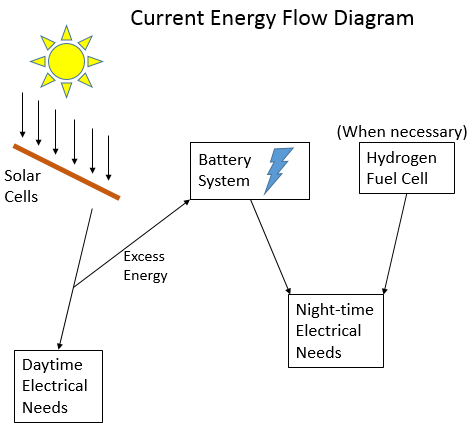 Current Energy Flow Diagram
(When necessary)
Solar
Cells
Battery
System
Hydrogen
Fuel Cell
Excess
Energy
Night-time
Electrical
Needs
Daytime
Electrical
Needs